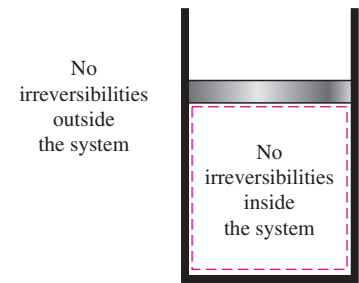 No
irreversibilities
outside
the system
No
irreversibilities
inside
the system